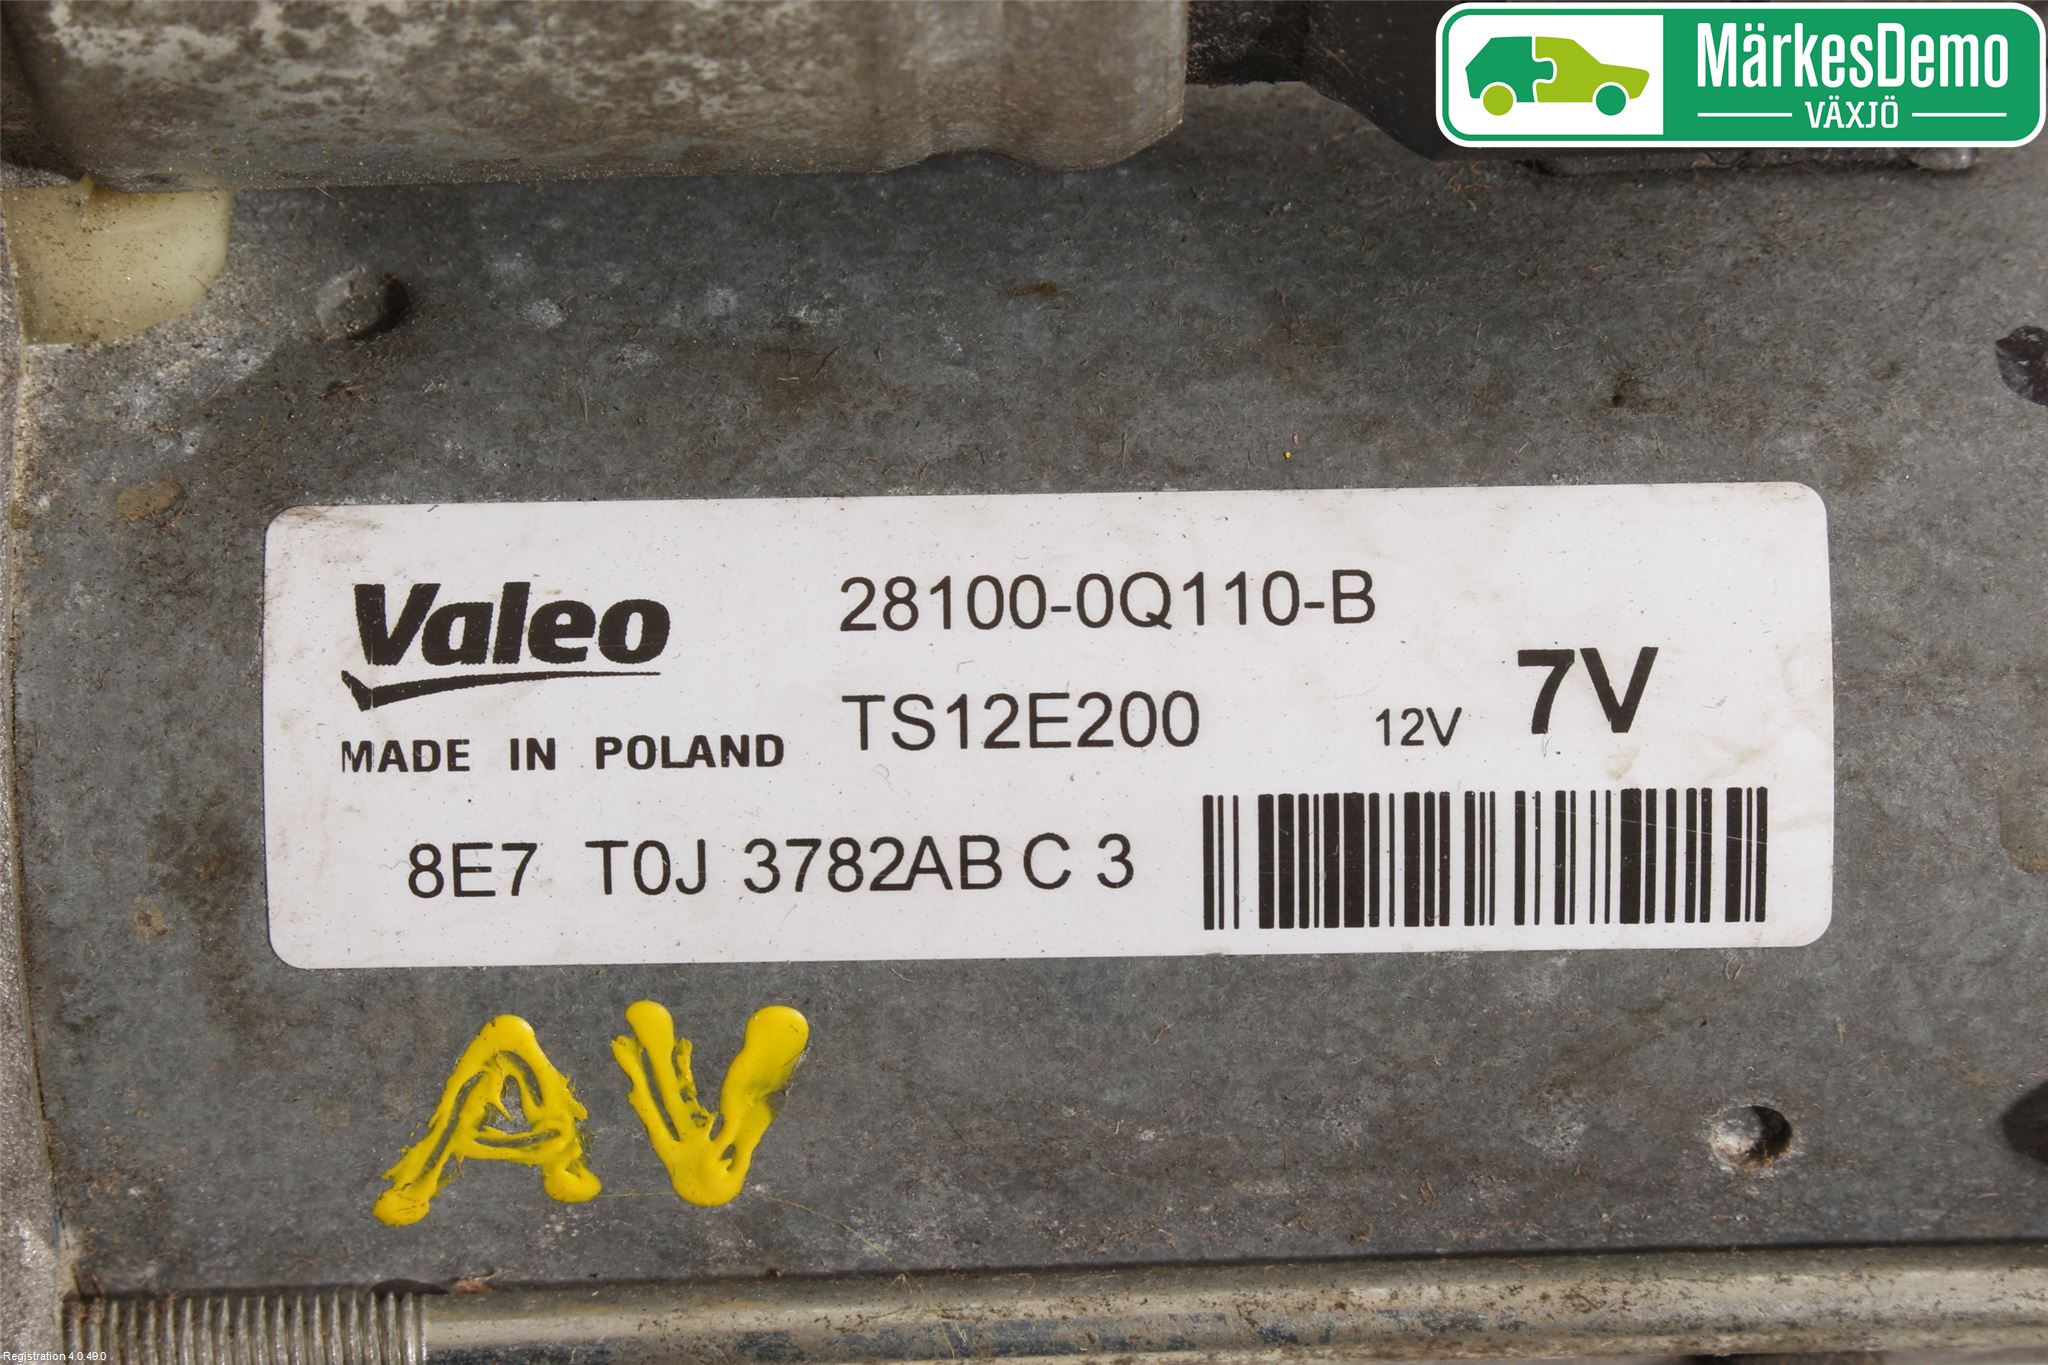 MärkesDemo
VÄXJÖ
Valeo
28100-0Q110-B
TS12E200
12V
7V
MADE IN POLAND
8E7 T0J 3782AB C 3
AV
Registration 4.0.49.0